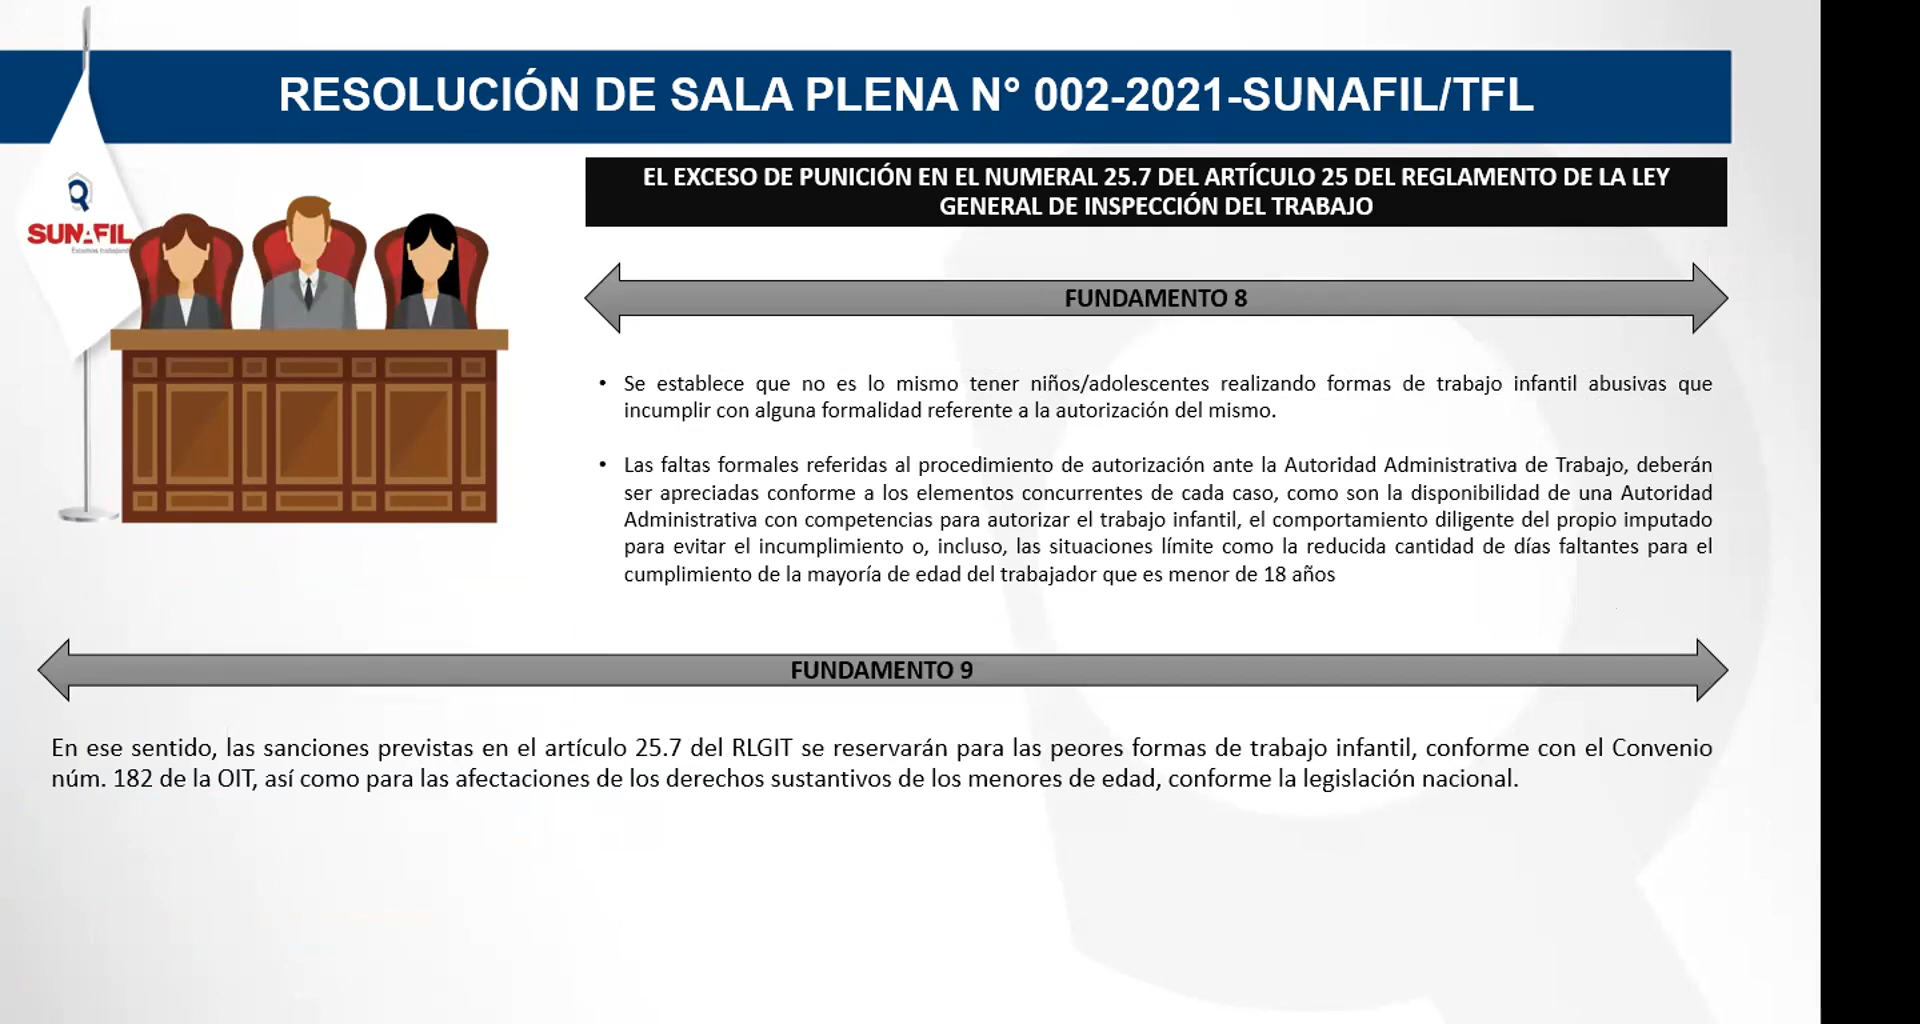 RESOLUCIÓN DE SALA PLENA N° 002-2021-SUNAFIL/TFL
SUNAFIL
EL EXCESO DE PUNICIÓN EN EL NUMERAL 25.7 DEL ARTÍCULO 25 DEL REGLAMENTO DE LA LEY
GENERAL DE INSPECCIÓN DEL TRABAJO
FUNDAMENTO 8
• Se establece que no es lo mismo tener niños/adolescentes realizando formas de trabajo infantil abusivas que
incumplir con alguna formalidad referente a la autorización del mismo.
• Las faltas formales referidas al procedimiento de autorización ante la Autoridad Administrativa de Trabajo, deberán
ser apreciadas conforme a los elementos concurrentes de cada caso, como son la disponibilidad de una Autoridad
Administrativa con competencias para autorizar el trabajo infantil, el comportamiento diligente del propio imputado
para evitar el incumplimiento o, incluso, las situaciones límite como la reducida cantidad de días faltantes para el
cumplimiento de la mayoría de edad del trabajador que es menor de 18 años
FUNDAMENTO 9
En ese sentido, las sanciones previstas en el artículo 25.7 del RLGIT se reservarán para las peores formas de trabajo infantil, conforme con el Convenio
núm. 182 de la OIT, así como para las afectaciones de los derechos sustantivos de los menores de edad, conforme la legislación nacional.